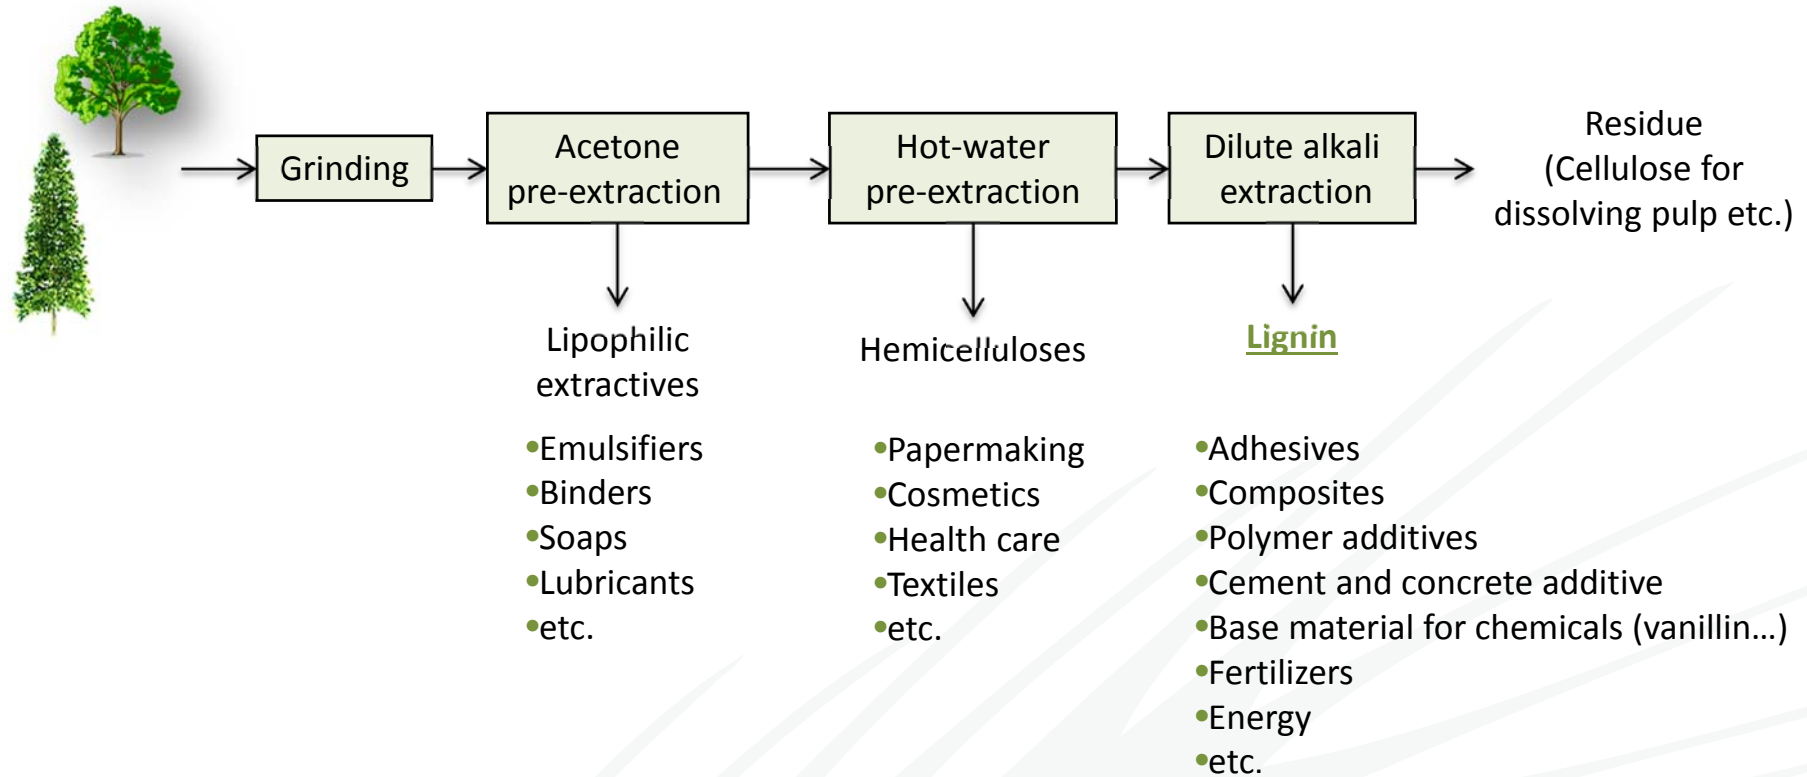 Grinding
Acetone
pre-extraction
Hot-water
pre-extraction
Dilute alkali
extraction
Residue
(Cellulose for
dissolving pulp etc.)
Lipophilic
extractives
•Emulsifiers
•Binders
•Soaps
•Lubricants
•etc.
Hemicelluloses
•Papermaking
•Cosmetics
•Health care
•Textiles
•etc.
Lignin
•Adhesives
•Composites
•Polymer additives
•Cement and concrete additive
•Base material for chemicals (vanillin…)
•Fertilizers
•Energy
•etc.